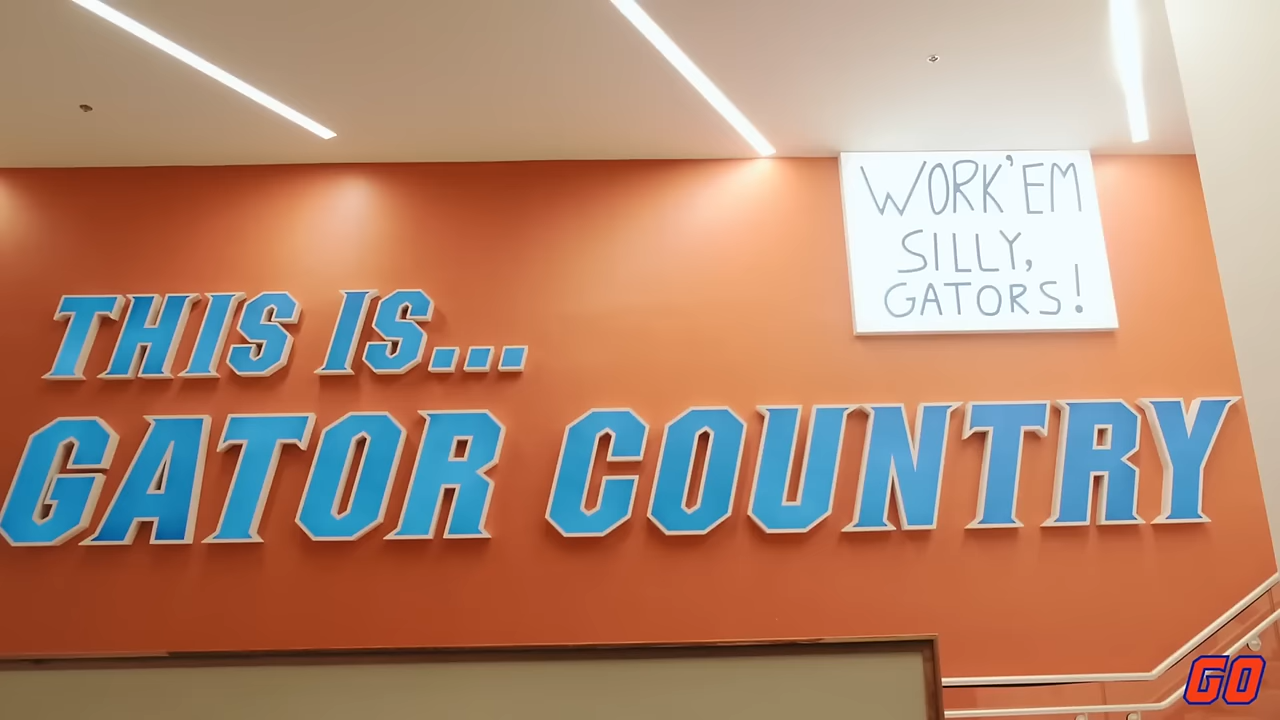 WORK'EM
SILLY,
GATORS!
THIS IS...
GATOR COUNTRY
GO